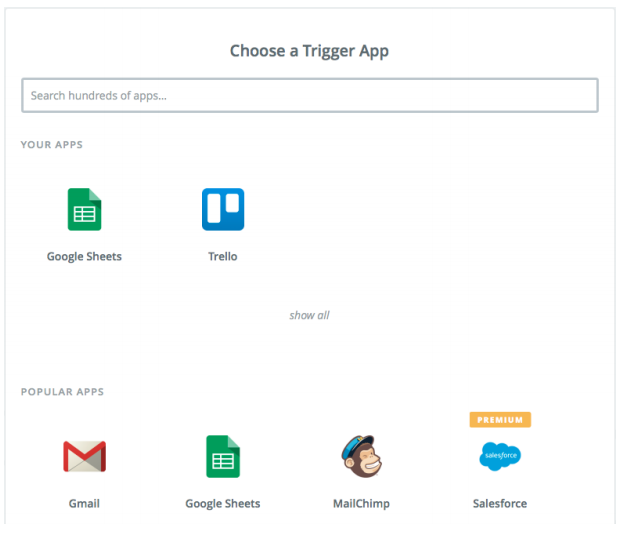 Choose a Trigger App
Search hundreds of apps...
YOUR APPS
Google Sheets Trello
show all
POPULAR APPS
PREMIUM
salesforce
Gmail Google Sheets MailChimp Salesforce